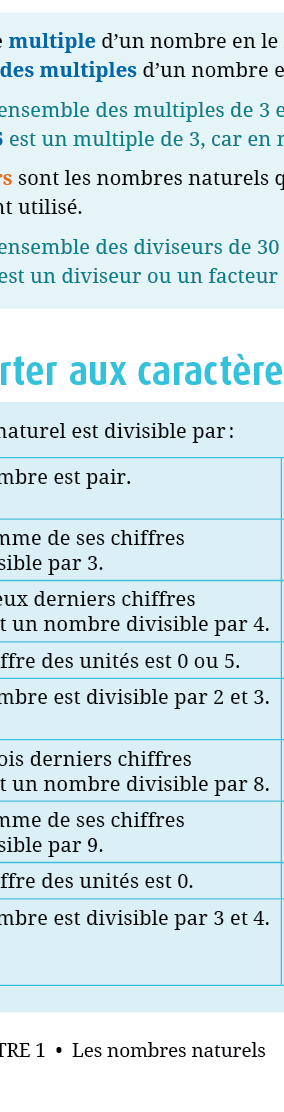 multiple d’un nombre en le
des multiples d’un nombre e
ensemble des multiples de 3 e
est un multiple de 3, car en
sont les nombres naturels q
nt utilisé.
ensemble des diviseurs de 30
est un diviseur ou un facteur
rter aux caractère
naturel est divisible par :
mbre est pair.
mme de ses chiffres
sible par 3.
eux derniers chiffres
t un nombre divisible par 4.
ffre des unités est 0 ou 5.
mbre est divisible par 2 et 3.
ois derniers chiffres
t un nombre divisible par 8.
mme de ses chiffres
sible par 9.
ffre des unités est 0.
mbre est divisible par 3 et 4.
TRE 1 • Les nombres naturels